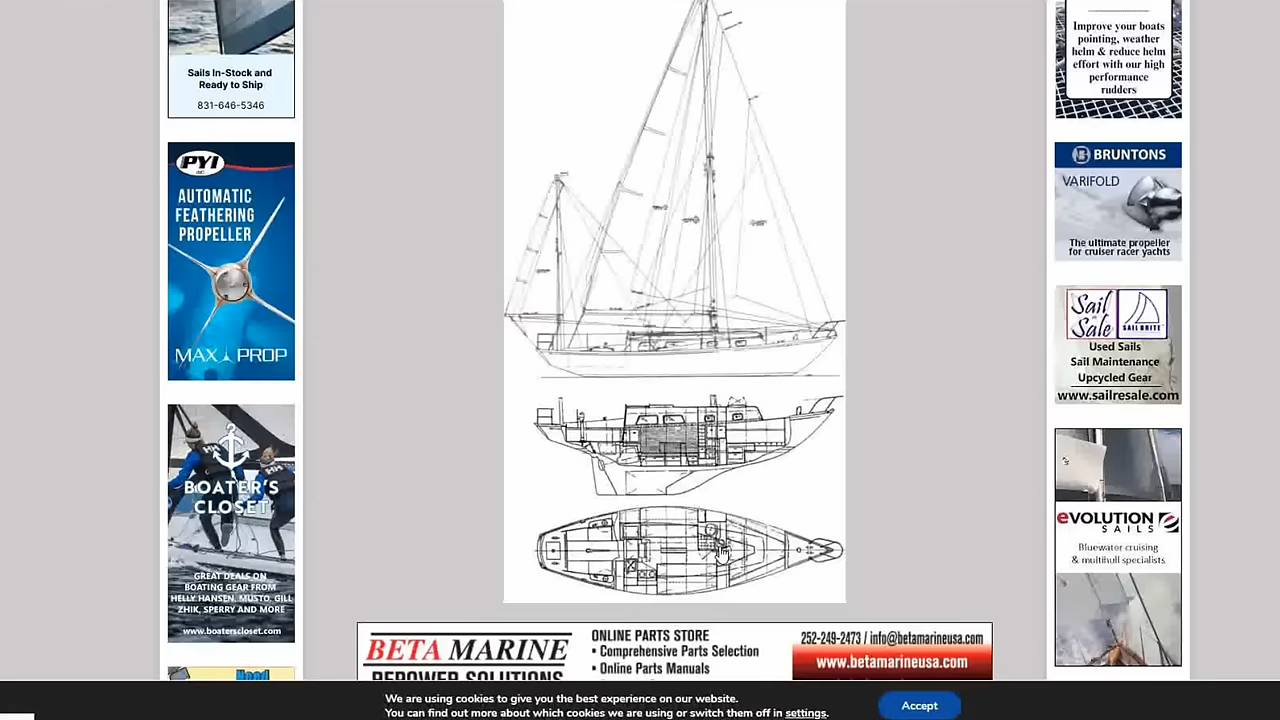 Sails In-Stock and
Ready to Ship
831-646-5346
PYI
INC
AUTOMATIC
FEATHERING
PROPELLER
MAX PROP
BOATER'S
CLOSET
GREAT DEALS ON
BOATING GEAR FROM
HELLY HANSEN, MUSTO, GILL
ZHIK, SPERRY AND MORE
www.boaterscloset.com
Need
Improve your boats
pointing, weather
helm & reduce helm
effort with our high
performance
rudders
BRUNTONS
VARIFOLD
The ultimate propeller
for cruiser racer yachts
Sail
Sale
SAILRITE
Used Sails
Sail Maintenance
Upcycled Gear
www.sailresale.com
eVOLUTION
SAILS
Bluewater cruising
& multihull specialists
BETA MARINE
REPOWER SOLUTIONS
ONLINE PARTS STORE
• Comprehensive Parts Selection
• Online Parts Manuals
252-249-2473 / info@betamarineusa.com
www.betamarineusa.com
We are using cookies to give you the best experience on our website.
You can find out more about which cookies we are using or switch them off in settings.
Accept